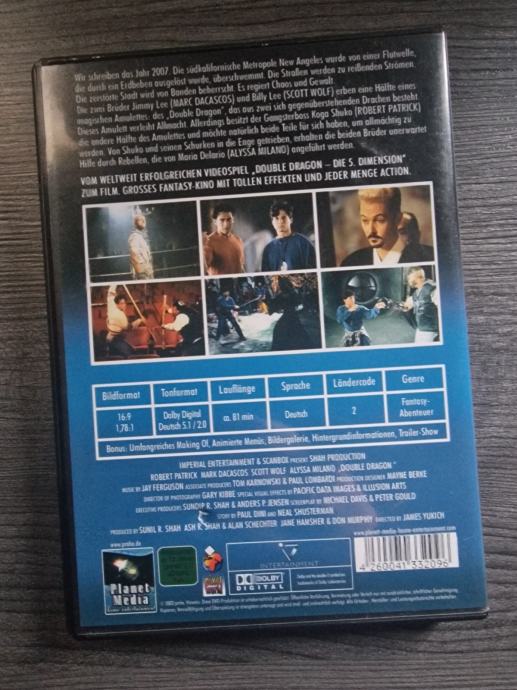 Wir schreiben das Jahr 2007. Die südkalifornische Metropole New Angeles wurde von einer Flutwelle,
die durch ein Erdbeben ausgelöst wurde, überschwemmt. Die Straßen werden zu reißenden Strömen.
Die zerstörte Stadt wird von Banden beherrscht. Es regiert Chaos und Gewalt.
Die zwei Brüder Jimmy Lee (MARC DACASCOS) und Billy Lee (SCOTT WOLF) erben eine Hälfte eines
magischen Amulettes: des „Double Dragon", das aus zwei sich gegenüberstehenden Drachen besteht.
Dieses Amulett verleiht Allmacht. Allerdings besitzt der Gangsterboss Koga Shuko (ROBERT PATRICK)
die andere Hälfte des Amulettes und möchte natürlich beide Teile für sich haben, um allmächtig zu
werden. Von Shuko und seinen Schurken in die Enge getrieben, erhalten die beiden Brüder unerwartet
Hilfe durch Rebellen, die von Maria Delario (ALYSSA MILANO) angeführt werden.
VOM WELTWEIT ERFOLGREICHEN VIDEOSPIEL „DOUBLE DRAGON – DIE 5. DIMENSION"
ZUM FILM. GROSSES FANTASY-KINO MIT TOLLEN EFFEKTEN UND JEDER MENGE ACTION.
Bildformat Tonformat Lauflänge Sprache Ländercode Genre
16:9 Dolby Digital ca. 81 min Deutsch 2 Fantasy-
1,78:1 Deutsch 5.1 / 2.0 Abenteuer
Bonus: Umfangreiches Making Of, Animierte Menüs, Bildergalerie, Hintergrundinformationen, Trailer-Show
IMPERIAL ENTERTAINMENT & SCANBOX PRESENT SHAH PRODUCTION
ROBERT PATRICK MARK DACASCOS SCOTT WOLF ALYSSA MILANO „DOUBLE DRAGON"
MUSIC BY JAY FERGUSON ASSOCIATE PRODUCER: TOM KARNOWSKI & PAUL LOMBARDI PRODUCTION DESIGNER MAYNE BERKE
DIRECTOR OF PHOTOGRAPHY GARY KIBBE SPECIAL VISUAL EFFECTS BY PACIFIC DATA IMAGES & ILLUSION ARTS
EXECUTIVE PRODUCERS SUNDIP R. SHAH & ANDERS P. JENSEN SCREENPLAY BY MICHAEL DAVIS & PETER GOULD
STORY BY PAUL DINI AND NEAL SHUSTERMAN
PRODUCED BY SUNIL R. SHAH ASH R. SHAH & ALAN SCHECHTER JANE HAMSHER & DON MURPHY DIRECTED BY JAMES YUKICH
www.probe.de
www.planet-media-home-entertainment.com
Planet
Media
home entertainment
ENTERTAINMENT
DOLBY
DIGITAL
4 260041 332096